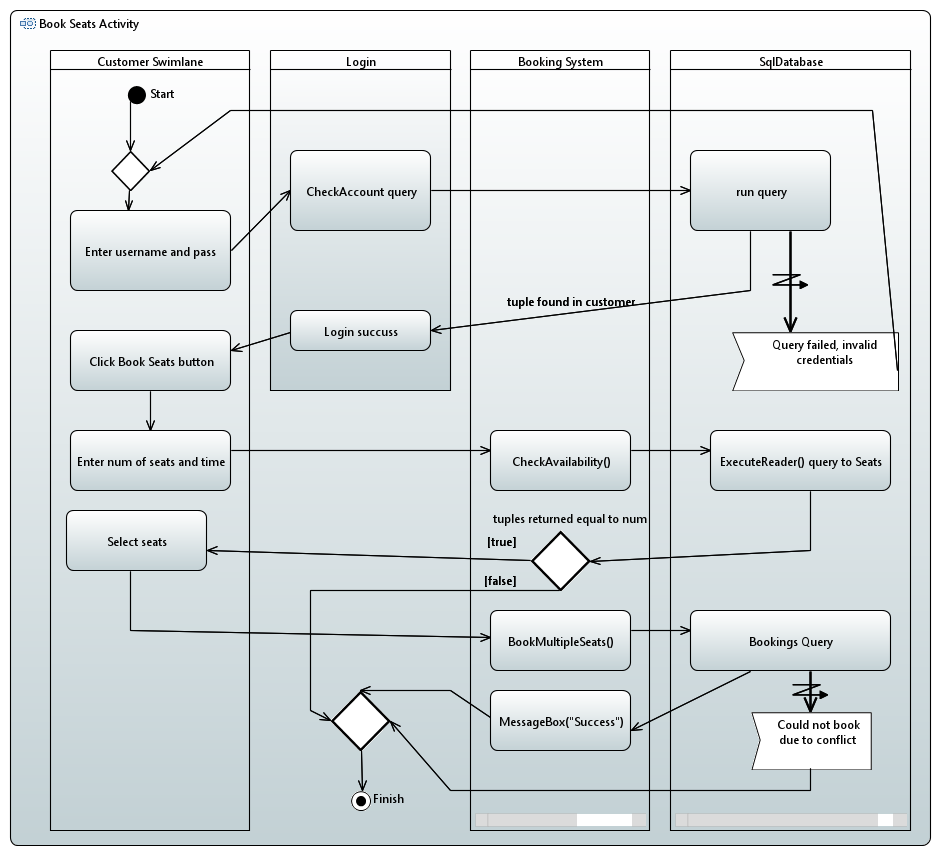 Book Seats Activity
Customer Swimlane
Login
Booking System
SqlDatabase
Start
CheckAccount query
run query
Enter username and pass
tuple found in customer
Login succuss
Query failed, invalid
credentials
Click Book Seats button
Enter num of seats and time
CheckAvailability()
ExecuteReader() query to Seats
tuples returned equal to num
Select seats
[true]
[false]
BookMultipleSeats()
Bookings Query
MessageBox("Success")
Could not book
due to conflict
Finish